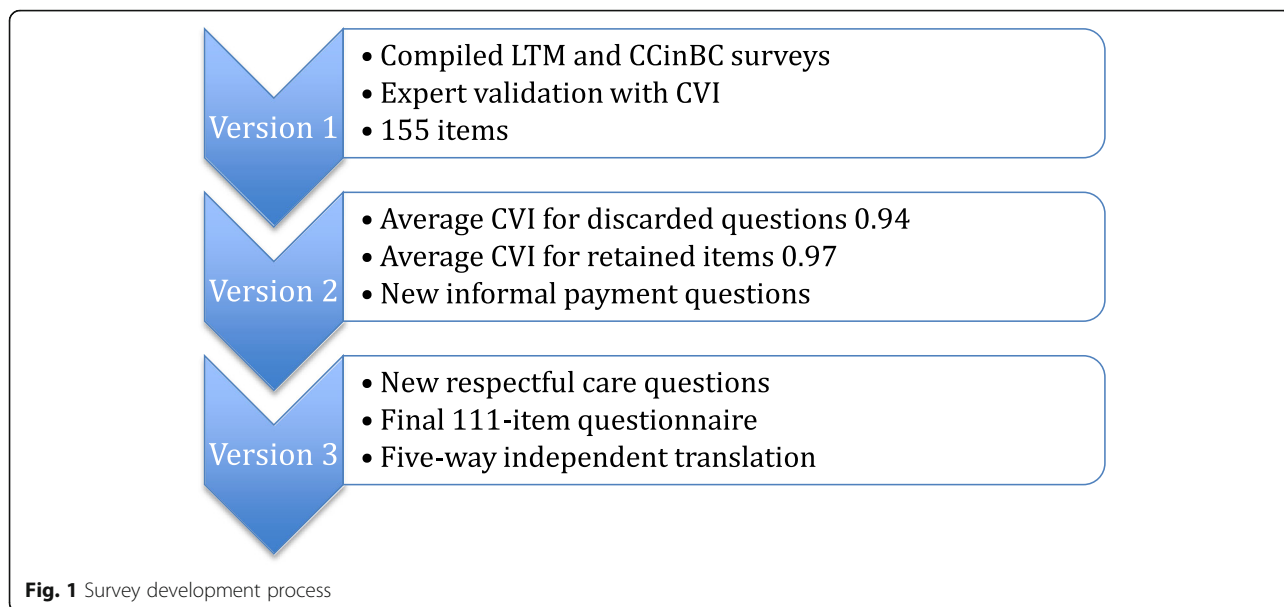 Version 1
• Compiled LTM and CCinBC surveys
• Expert validation with CVI
• 155 items
Version 2
• Average CVI for discarded questions 0.94
• Average CVI for retained items 0.97
• New informal payment questions
Version 3
• New respectful care questions
• Final 111-item questionnaire
• Five-way independent translation
Fig. 1 Survey development process